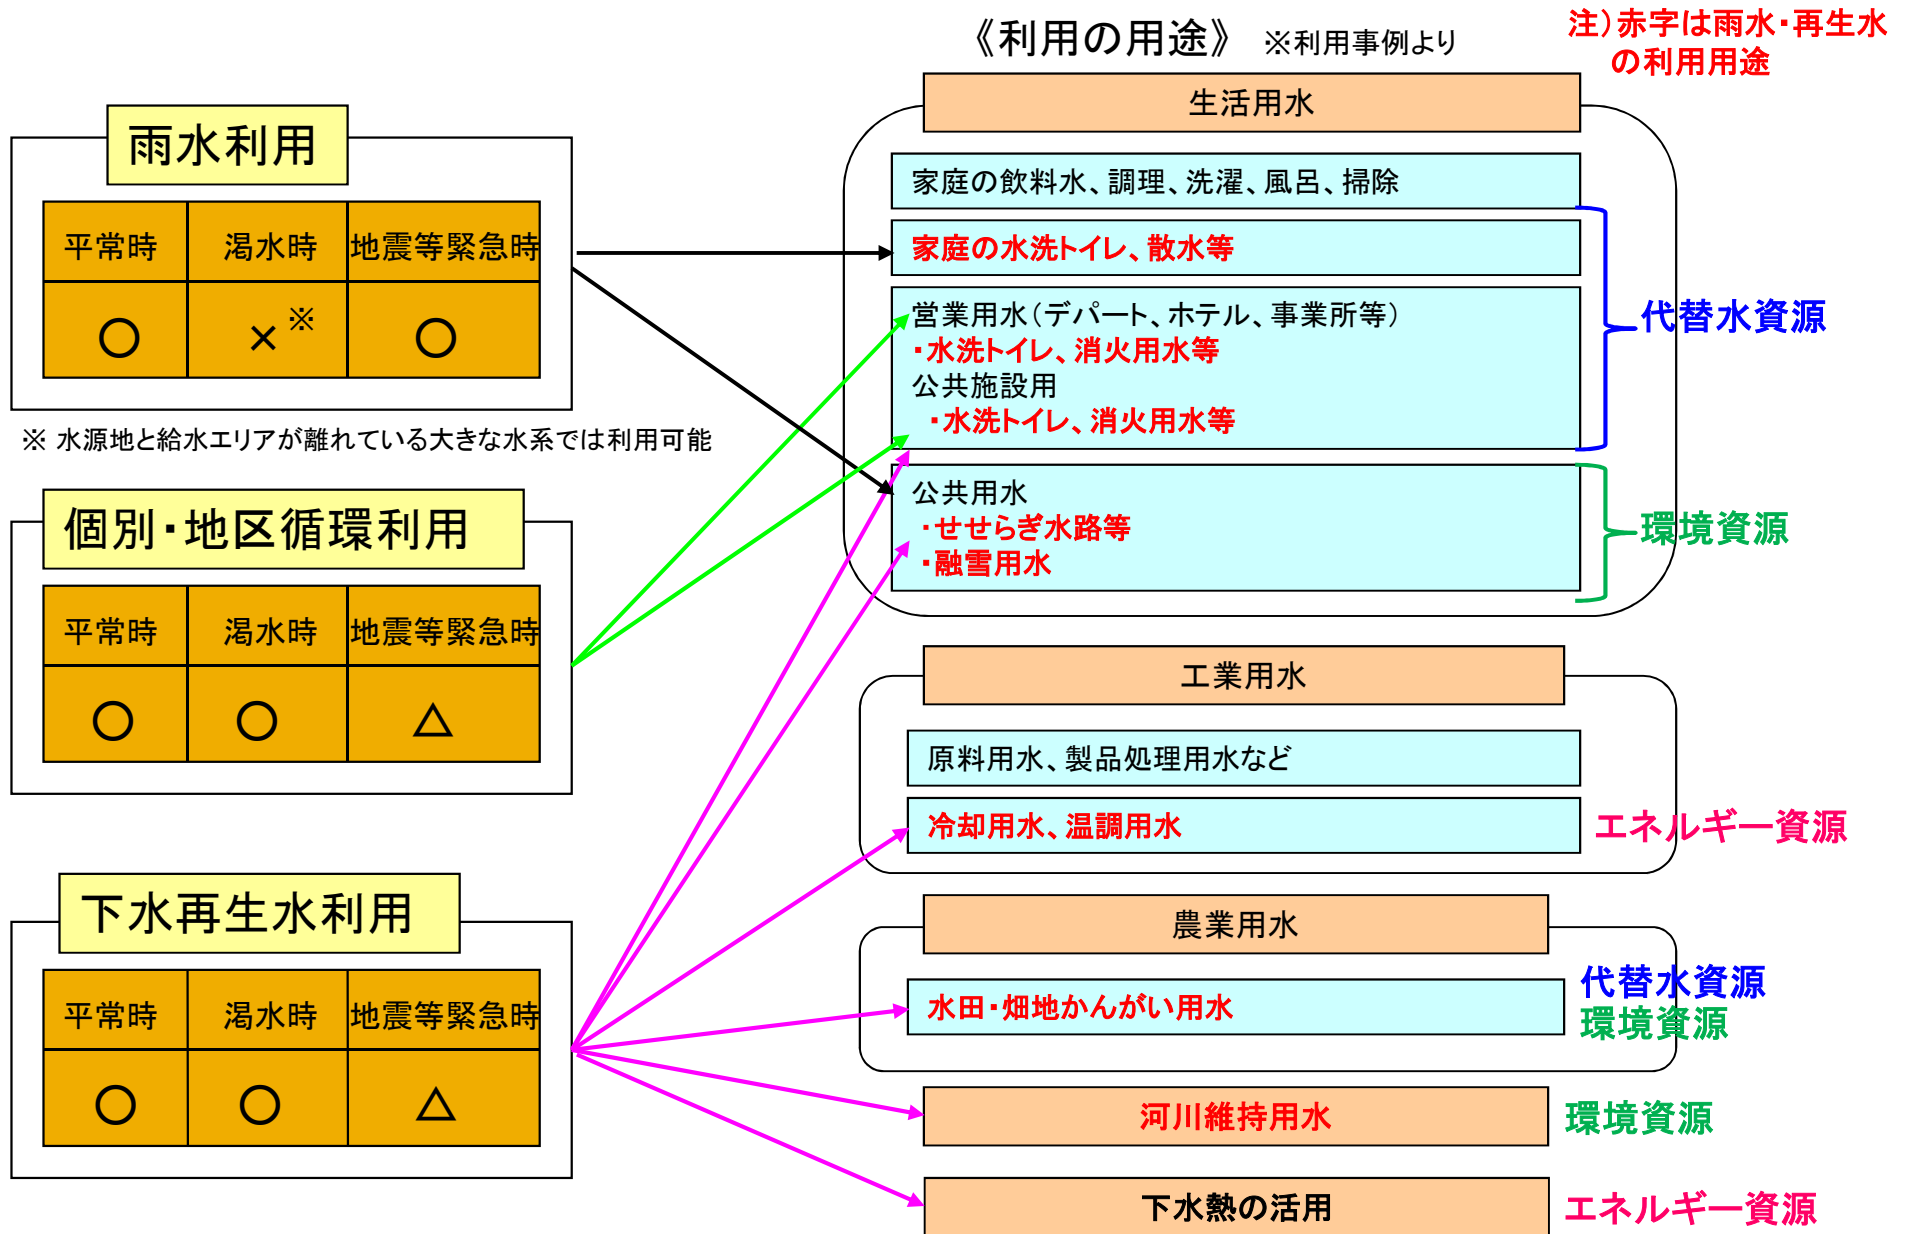 《利用の用途》 ※利用事例より
注）赤字は雨水・再生水
の利用用途
雨水利用
平常時 渇水時 地震等緊急時
○ ×※ ○
※ 水源地と給水エリアが離れている大きな水系では利用可能
個別・地区循環利用
平常時 渇水時 地震等緊急時
○ ○ △
下水再生水利用
平常時 渇水時 地震等緊急時
○ ○ △
生活用水
家庭の飲料水、調理、洗濯、風呂、掃除
家庭の水洗トイレ、散水等
営業用水（デパート、ホテル、事業所等）
・水洗トイレ、消火用水等
公共施設用
・水洗トイレ、消火用水等
代替水資源
公共用水
・せせらぎ水路等
・融雪用水
環境資源
工業用水
原料用水、製品処理用水など
冷却用水、温調用水
エネルギー資源
農業用水
水田・畑地かんがい用水
代替水資源
環境資源
河川維持用水
環境資源
下水熱の活用
エネルギー資源